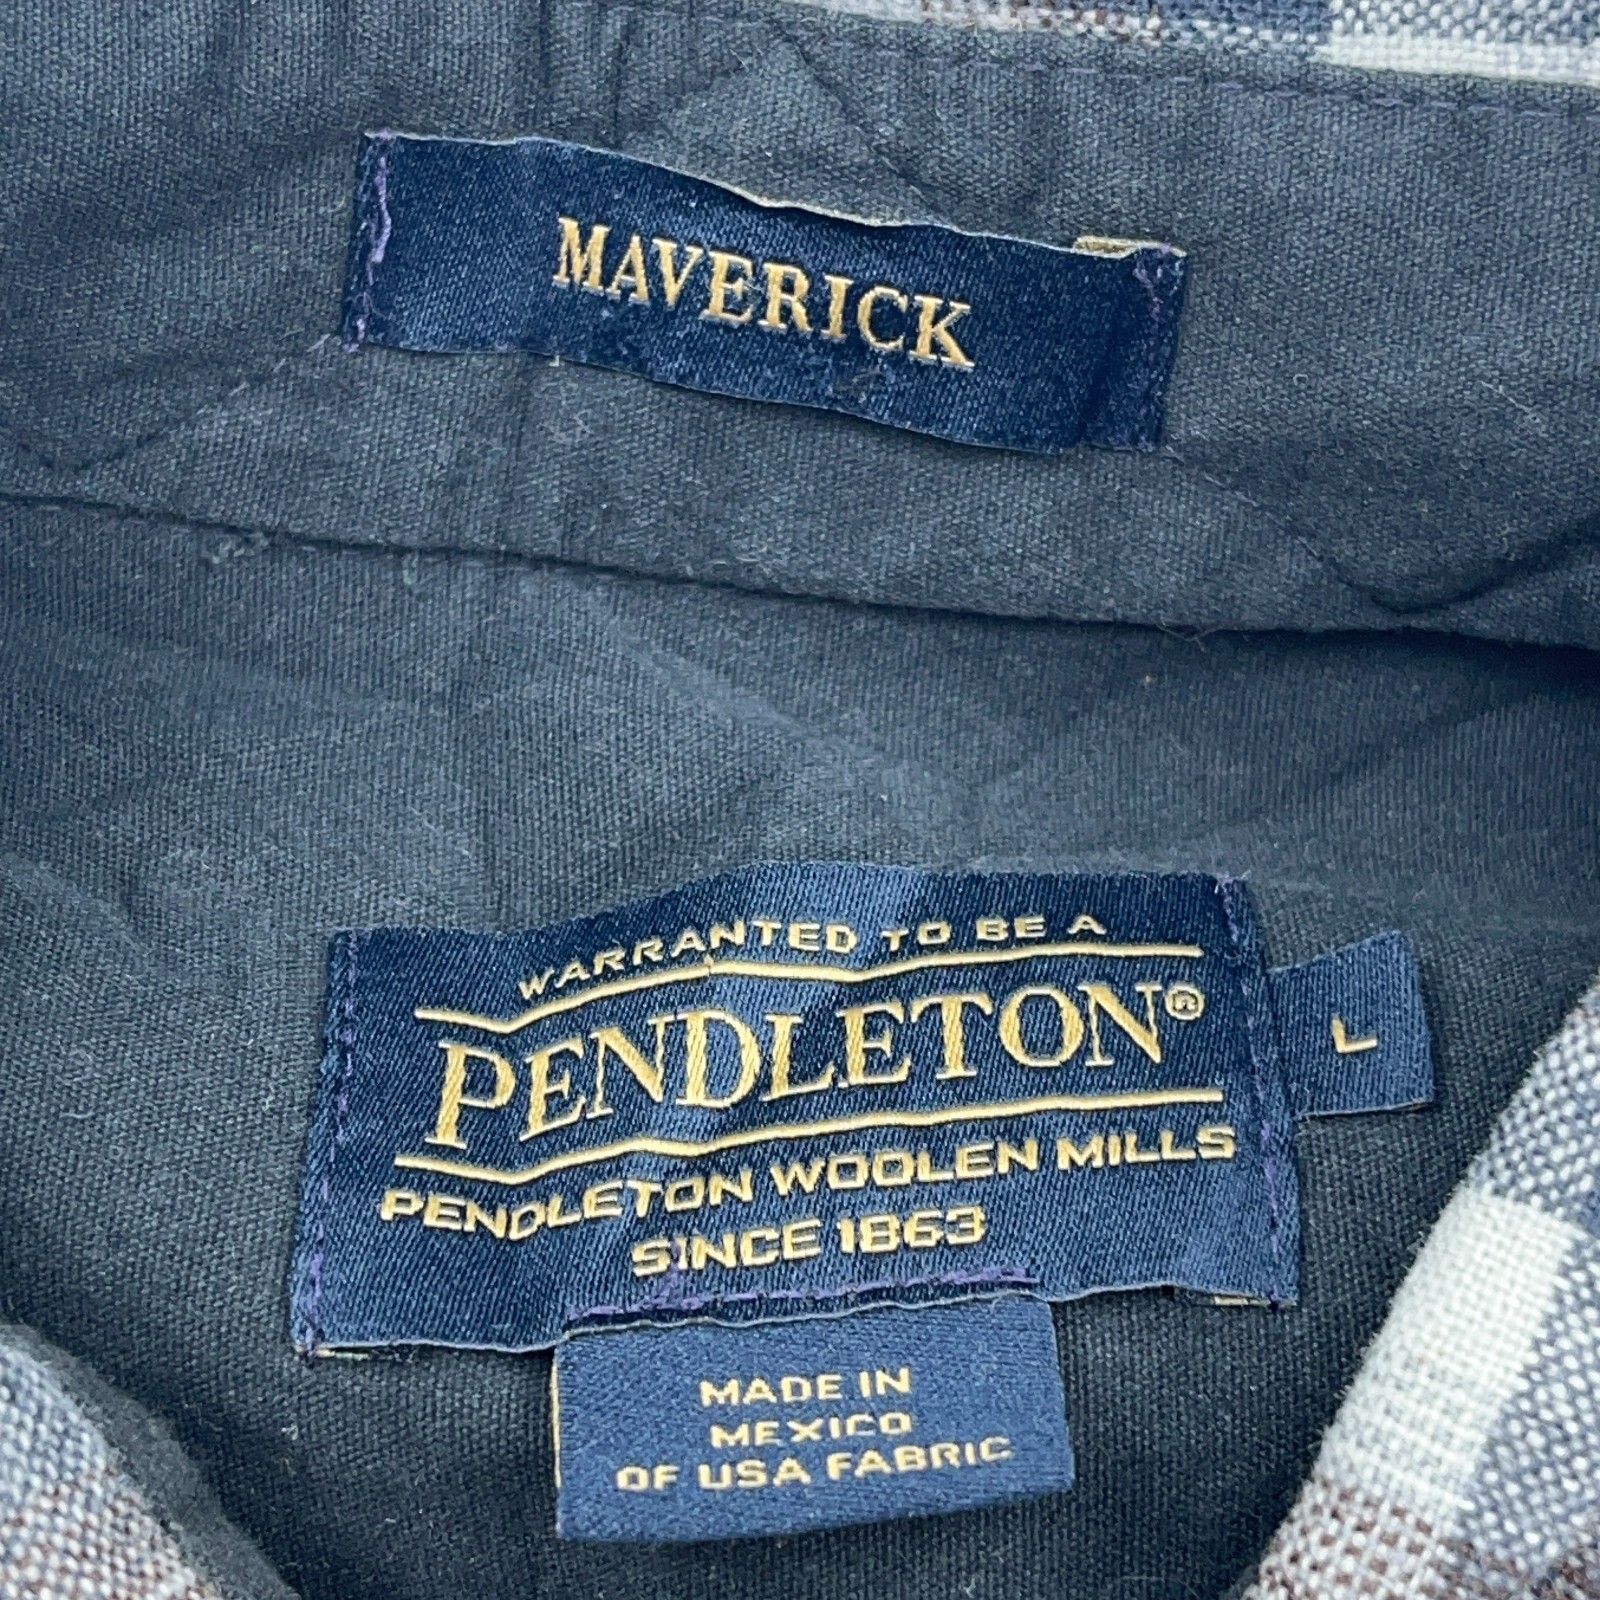 MAVERICK
WARRANTED TO BE A
PENDLETON®
PENDLETON WOOLEN MILLS
SINCE 1863
L
MADE IN
MEXICO
OF USA FABRIC